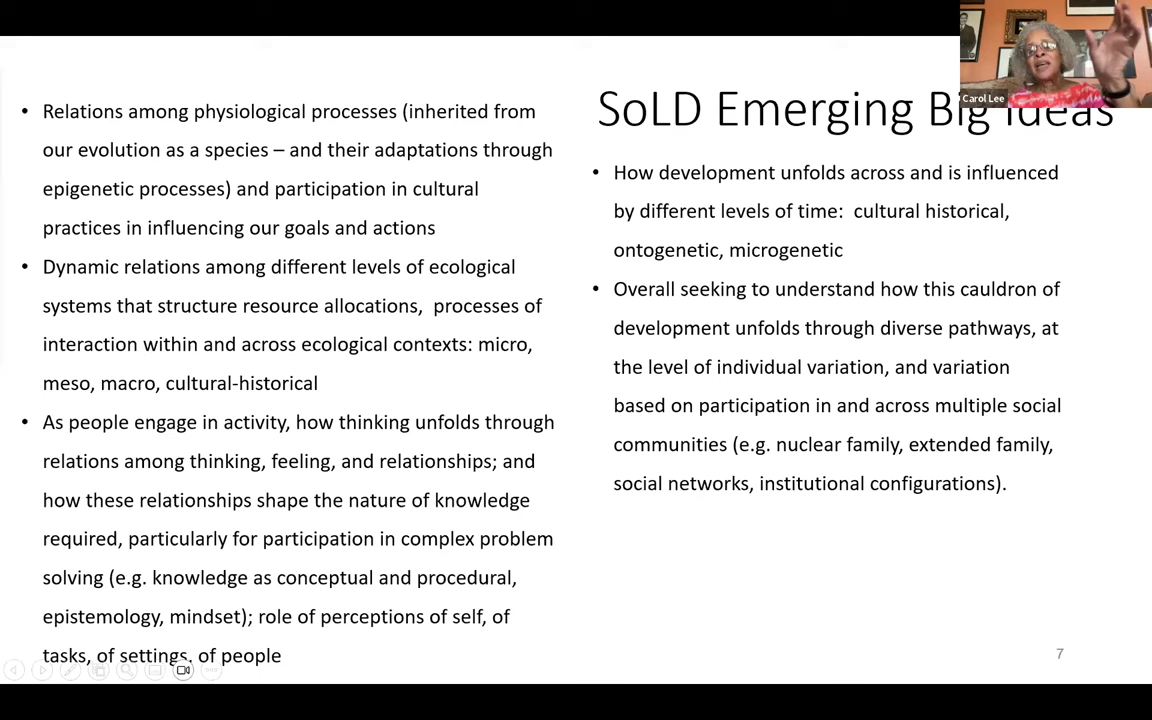 • Relations among physiological processes (inherited from
our evolution as a species – and their adaptations through
epigenetic processes) and participation in cultural
practices in influencing our goals and actions
• Dynamic relations among different levels of ecological
systems that structure resource allocations,  processes of
interaction within and across ecological contexts: micro,
meso, macro, cultural-historical
• As people engage in activity, how thinking unfolds through
relations among thinking, feeling, and relationships; and
how these relationships shape the nature of knowledge
required, particularly for participation in complex problem
solving (e.g. knowledge as conceptual and procedural,
epistemology, mindset); role of perceptions of self, of
tasks, of settings, of people
SoLD Emerging Big Ideas
• How development unfolds across and is influenced
by different levels of time:  cultural historical,
ontogenetic, microgenetic
• Overall seeking to understand how this cauldron of
development unfolds through diverse pathways, at
the level of individual variation, and variation
based on participation in and across multiple social
communities (e.g. nuclear family, extended family,
social networks, institutional configurations).
7
Carol Lee